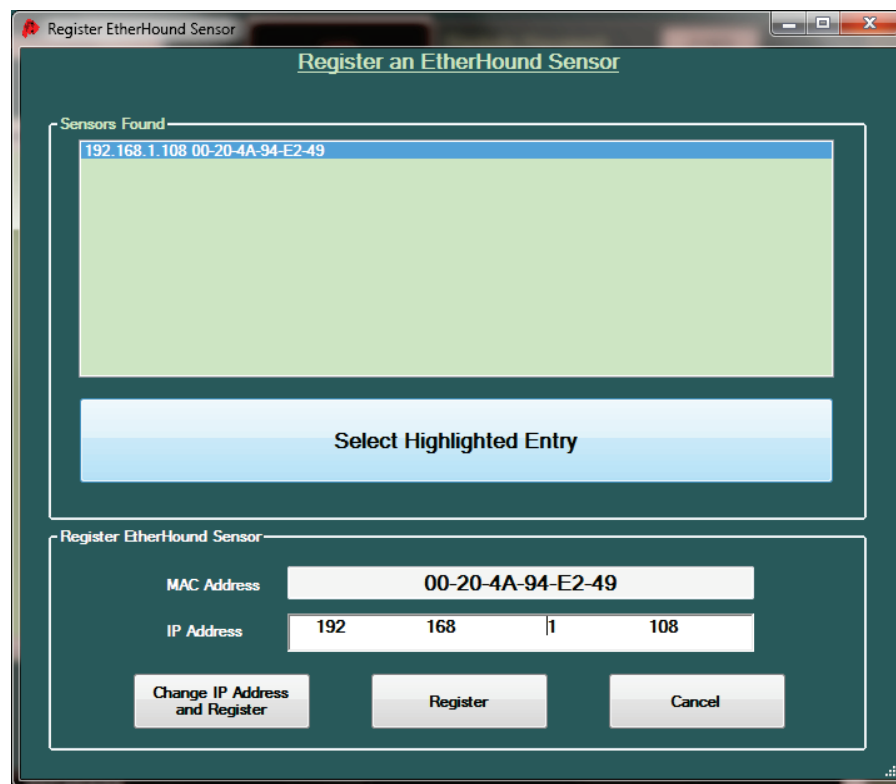 Register EtherHound Sensor
Register an EtherHound Sensor
Sensors Found
192.168.1.108 00-20-4A-94-E2-49
Select Highlighted Entry
Register EtherHound Sensor
MAC Address 00-20-4A-94-E2-49
IP Address 192 168 1 108
Change IP Address
and Register
Register
Cancel